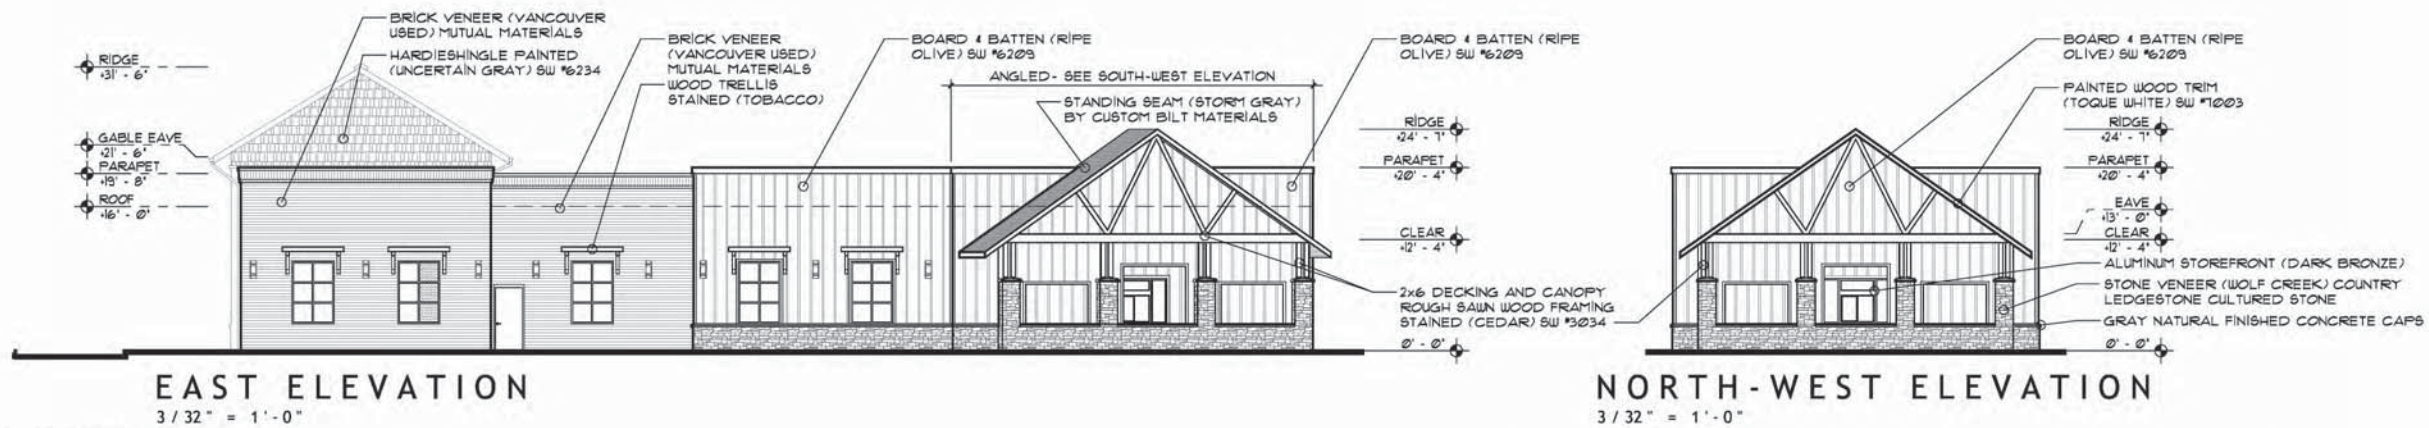 BRICK VENEER (VANCOUVER
USED) MUTUAL MATERIALS
HARDIESHINGLE PAINTED
(UNCERTAIN GRAY) SW #6234
BRICK VENEER
(VANCOUVER USED)
MUTUAL MATERIALS
WOOD TRELLIS
STAINED (TOBACCO)
BOARD & BATTEN (RIPE
OLIVE) SW #6209
ANGLED - SEE SOUTH-WEST ELEVATION
STANDING SEAM (STORM GRAY)
BY CUSTOM BILT MATERIALS
BOARD & BATTEN (RIPE
OLIVE) SW #6209
RIDGE
+31' - 6"
GABLE EAVE
+21' - 6"
PARAPET
+19' - 8"
ROOF
+16' - 0"
RIDGE
+24' - 7"
PARAPET
+20' - 4"
CLEAR
+12' - 4"
2x6 DECKING AND CANOPY
ROUGH SAWN WOOD FRAMING
STAINED (CEDAR) SW #3034
0' - 0"
EAST ELEVATION
3/32" = 1'-0"
BOARD & BATTEN (RIPE
OLIVE) SW #6209
PAINTED WOOD TRIM
(TOQUE WHITE) SW #7003
RIDGE
+24' - 7"
PARAPET
+20' - 4"
EAVE
+13' - 0"
CLEAR
+12' - 4"
ALUMINUM STOREFRONT (DARK BRONZE)
STONE VENEER (WOLF CREEK) COUNTRY
LEDGESTONE CULTURED STONE
GRAY NATURAL FINISHED CONCRETE CAPS
0' - 0"
NORTH-WEST ELEVATION
3/32" = 1'-0"